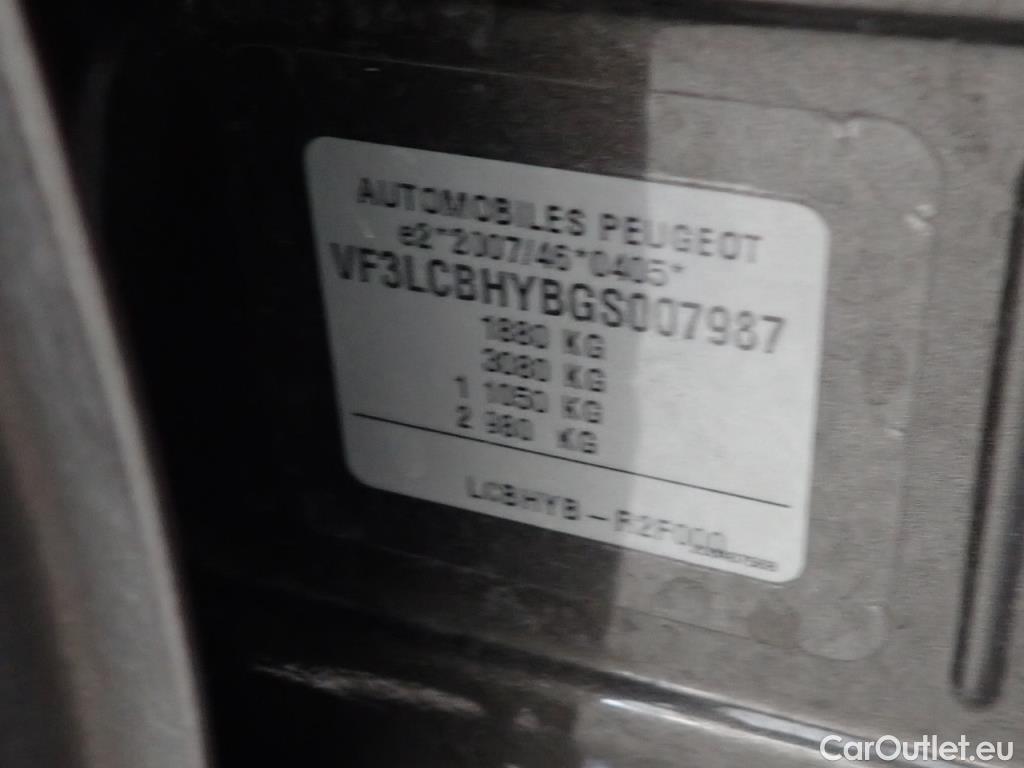 AUTOMOBILES PEUGEOT
e2*2007/46*0405*
VF3LCBHYBGS007987
1880 KG
3080 KG
1 1050 KG
2 980 KG
LCBHYB-R2F000
CarOutlet.eu